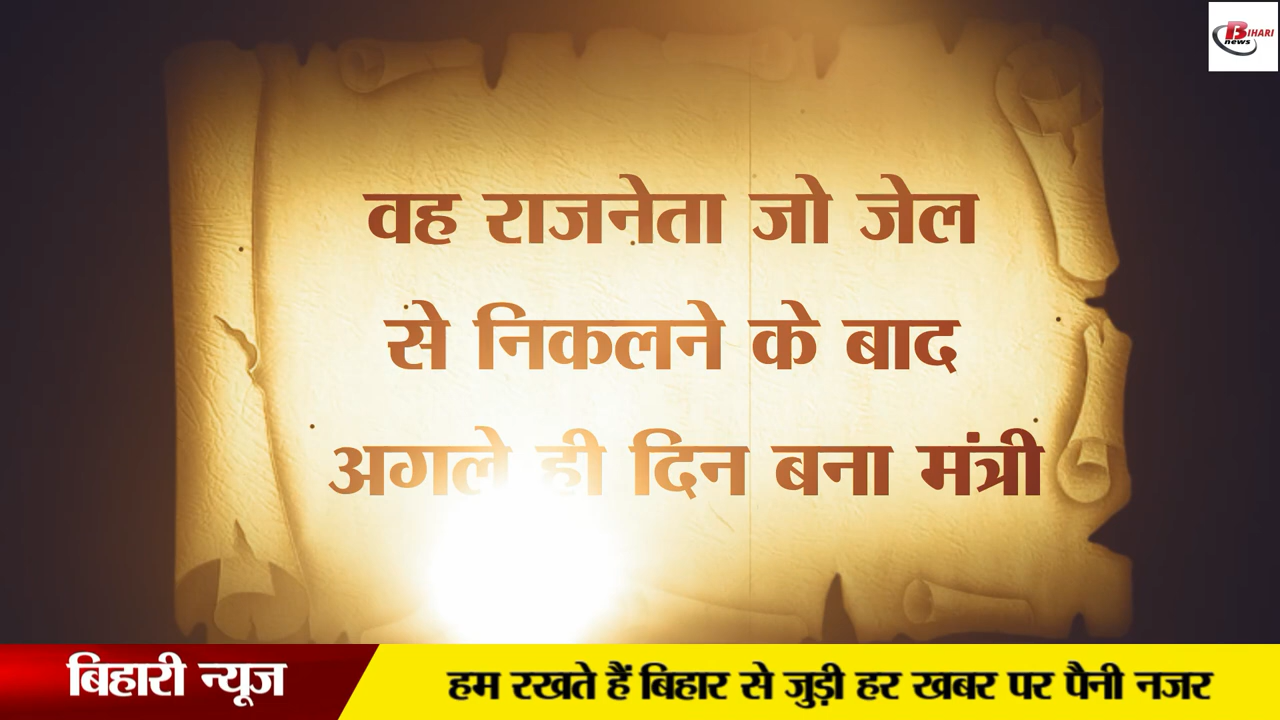 BIHARI
news
वह राजनेता जो जेल
से निकलने के बाद
अगले ही दिन बना मंत्री
बिहारी न्यूज
हम रखते हैं बिहार से जुड़ी हर खबर पर पैनी नजर